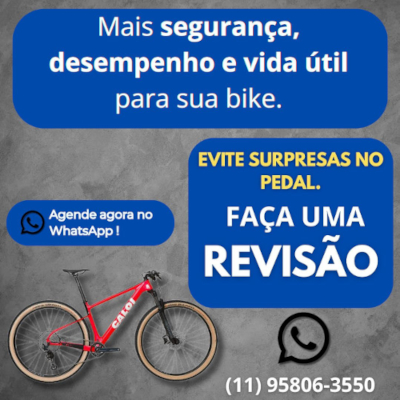 Mais segurança,
desempenho e vida útil
para sua bike.
EVITE SURPRESAS NO
PEDAL.
FAÇA UMA
REVISÃO
Agende agora no
WhatsApp !
CALOI
(11) 95806-3550